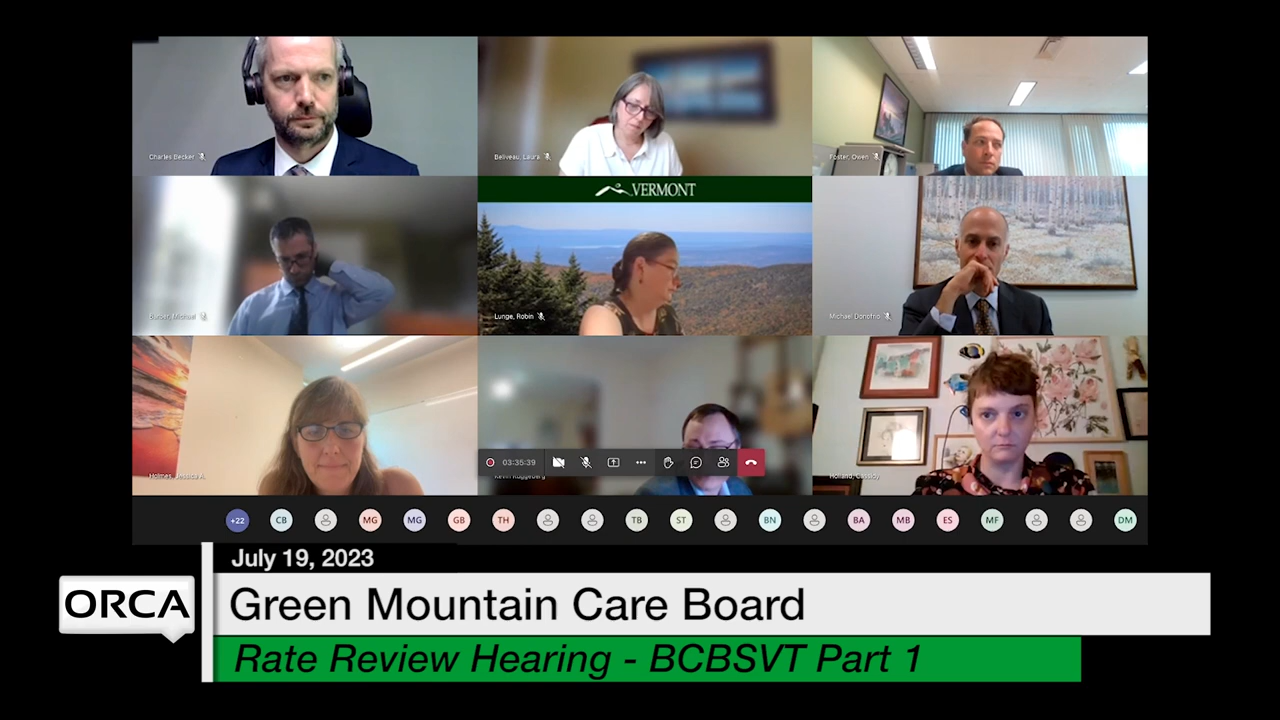 Charles Becker
Beliveau, Laura
Foster, Owen
VERMONT
Barber, Michael
Lunge, Robin
Michael Donofrio
Holmes, Jessica A.
03:35:39
Kevin Ruggeberg
Holland, Cassidy
+22 CB MG MG GB TH TB ST BN BA MB ES MF DM
July 19, 2023
ORCA
Green Mountain Care Board
Rate Review Hearing - BCBSVT Part 1